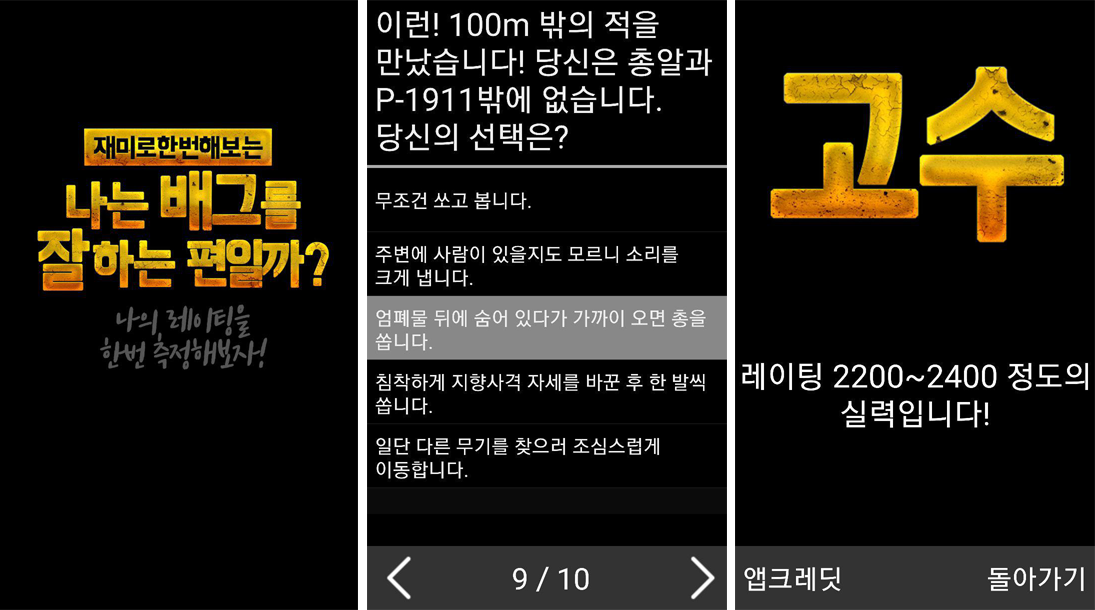 재미로한번해보는
나는 배그를
잘하는 편일까?
나의 레이팅을
한번 측정해보자!
이런! 100m 밖의 적을
만났습니다! 당신은 총알과
P-1911밖에 없습니다.
당신의 선택은?
무조건 쏘고 봅니다.
주변에 사람이 있을지도 모르니 소리를
크게 냅니다.
엄폐물 뒤에 숨어 있다가 가까이 오면 총을
쏩니다.
침착하게 지향사격 자세를 바꾼 후 한 발씩
쏩니다.
일단 다른 무기를 찾으러 조심스럽게
이동합니다.
9 / 10
고수
레이팅 2200~2400 정도의
실력입니다!
앱크레딧
돌아가기